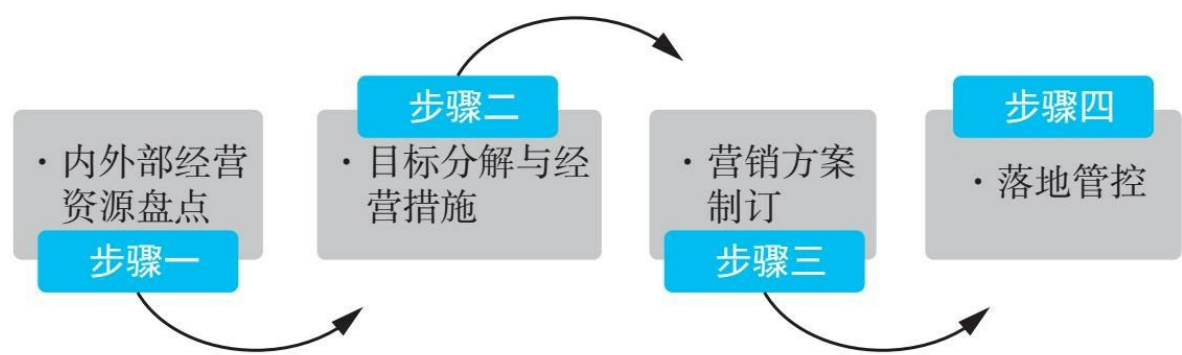 ·内外部经营
资源盘点
步骤一
步骤二
·目标分解与经
营措施
·营销方案
制订
步骤三
步骤四
·落地管控